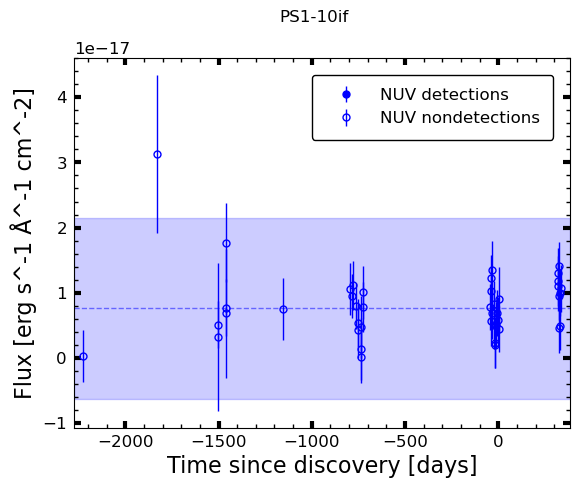 PS1-10if
1e−17
Flux [erg s^-1 Å^-1 cm^-2]
4
3
2
1
0
−1
NUV detections
NUV nondetections
−2000 −1500 −1000 −500 0
Time since discovery [days]